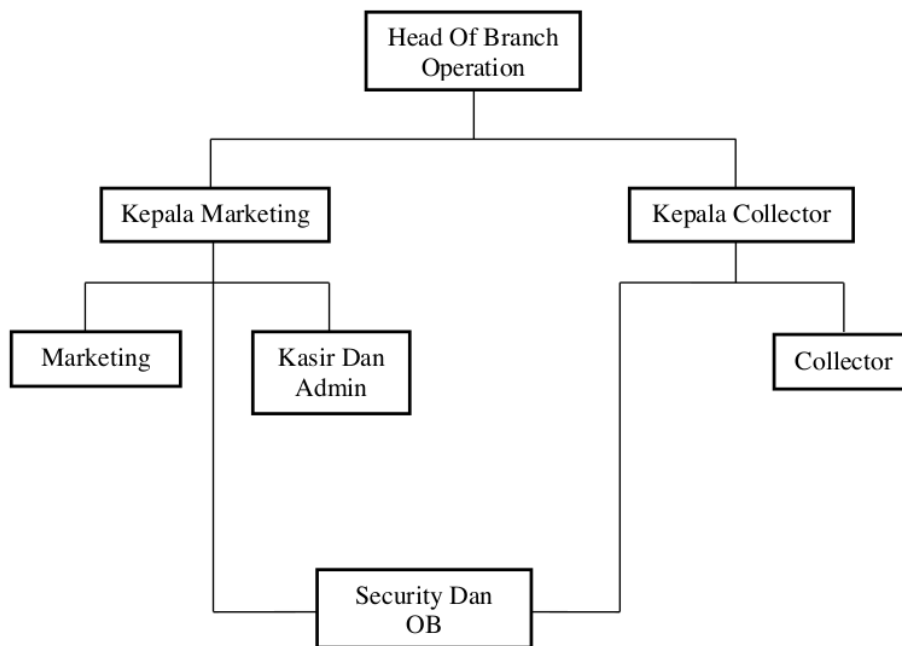 Head Of Branch
Operation
Kepala Marketing
Kepala Collector
Marketing
Kasir Dan
Admin
Collector
Security Dan
OB